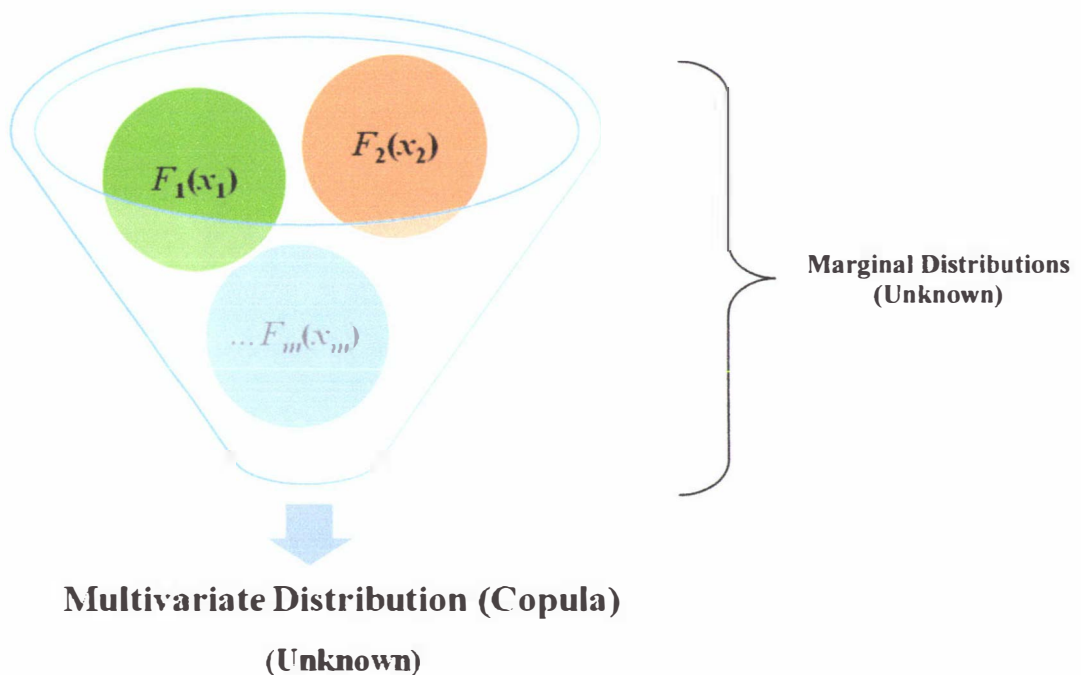 F₁(x₁)
F₂(x₂)
...Fₘ(xₘ)
Marginal Distributions
(Unknown)
Multivariate Distribution (Copula)
(Unknown)